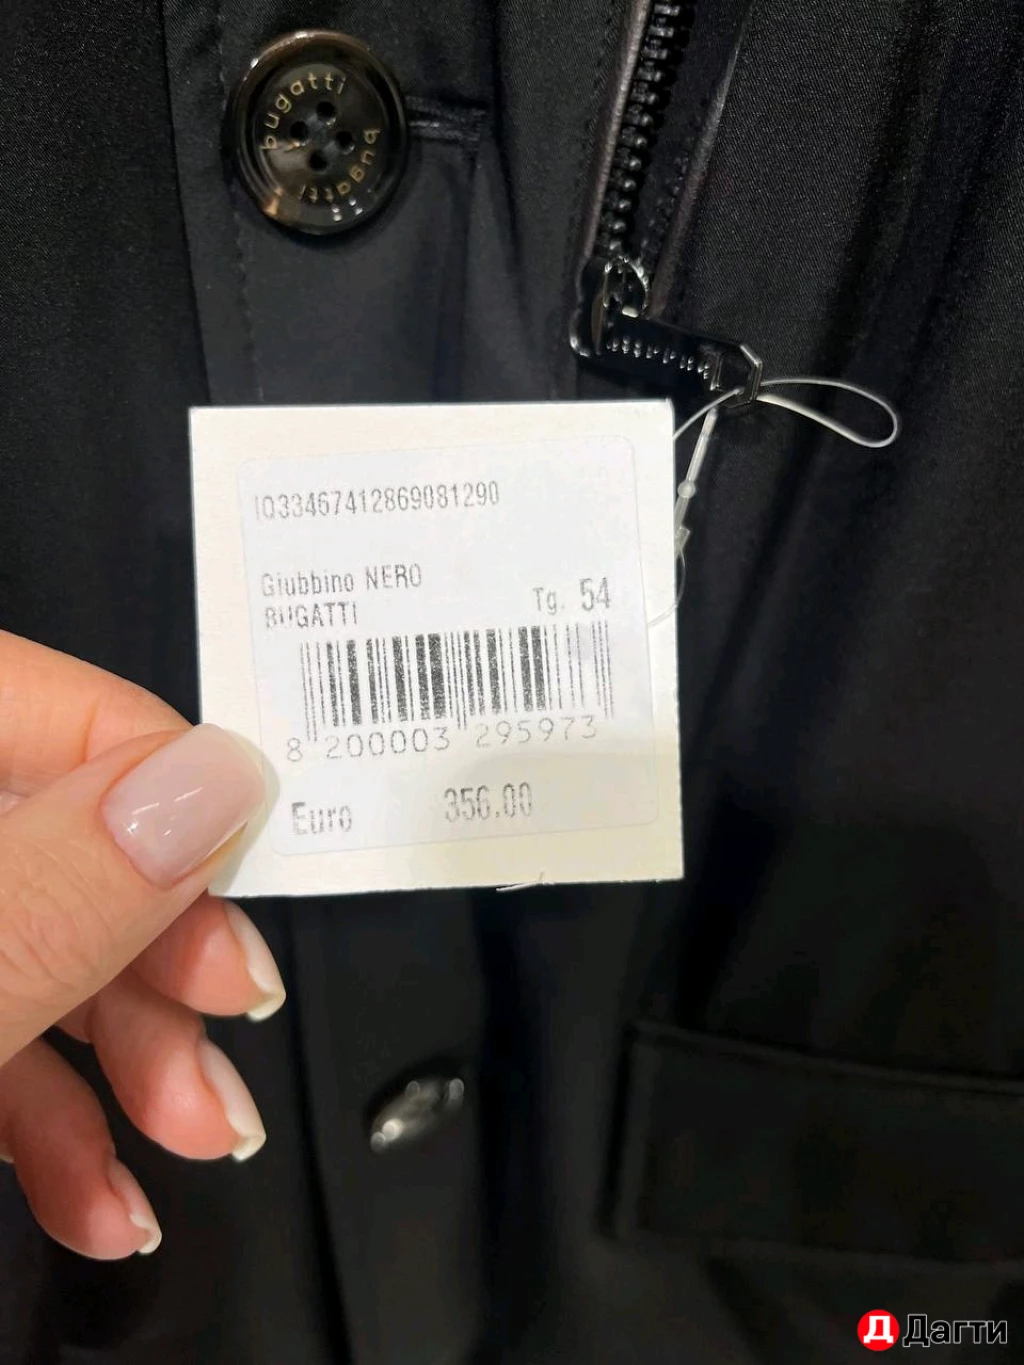 bugatti
bugatti
IQ33467412869081290
Giubbino NERO
BUGATTI
Tg. 54
8 200003 295973
Euro 356.00
Д Дагти